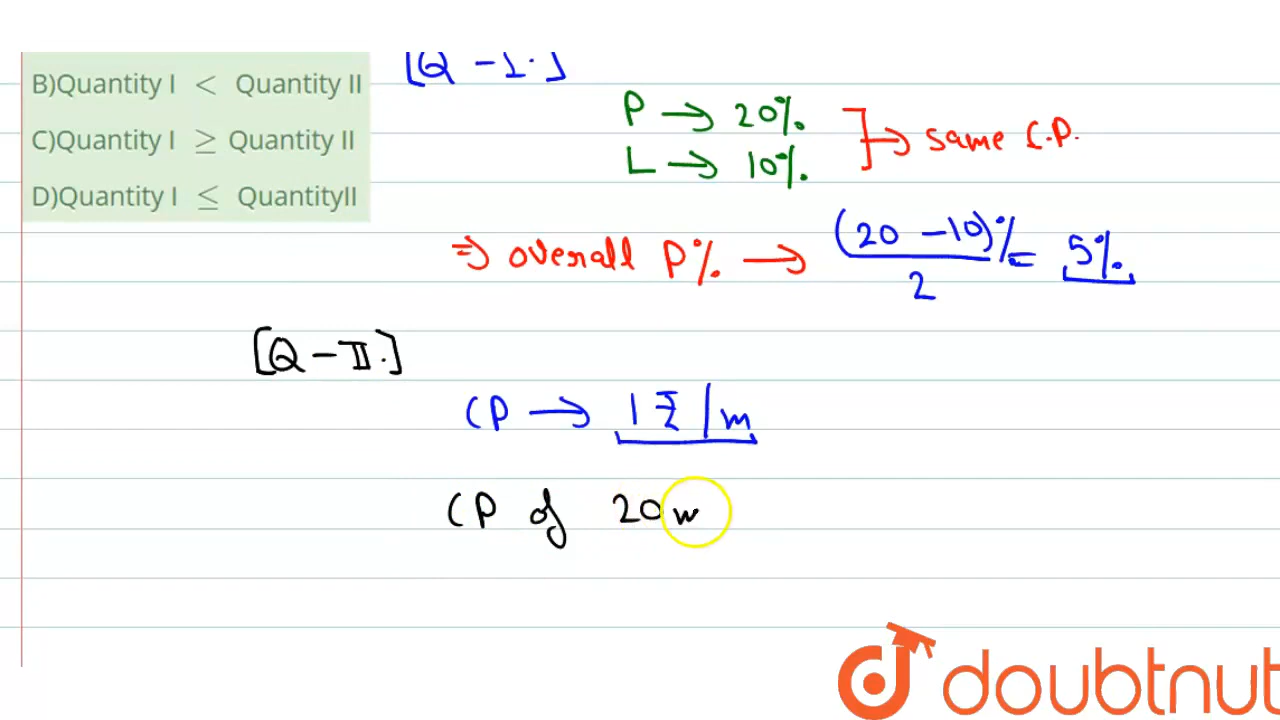 [Q - I.]
B)Quantity I < Quantity II
C)Quantity I ≥ Quantity II
D)Quantity I ≤ QuantityII
P → 20%
L → 10%
→ same C.P.
⇒ overall P% → (20 - 10)% / 2 = 5%
[Q - II.]
CP → 1 ₹ / m
CP of 20 m
doubtnut